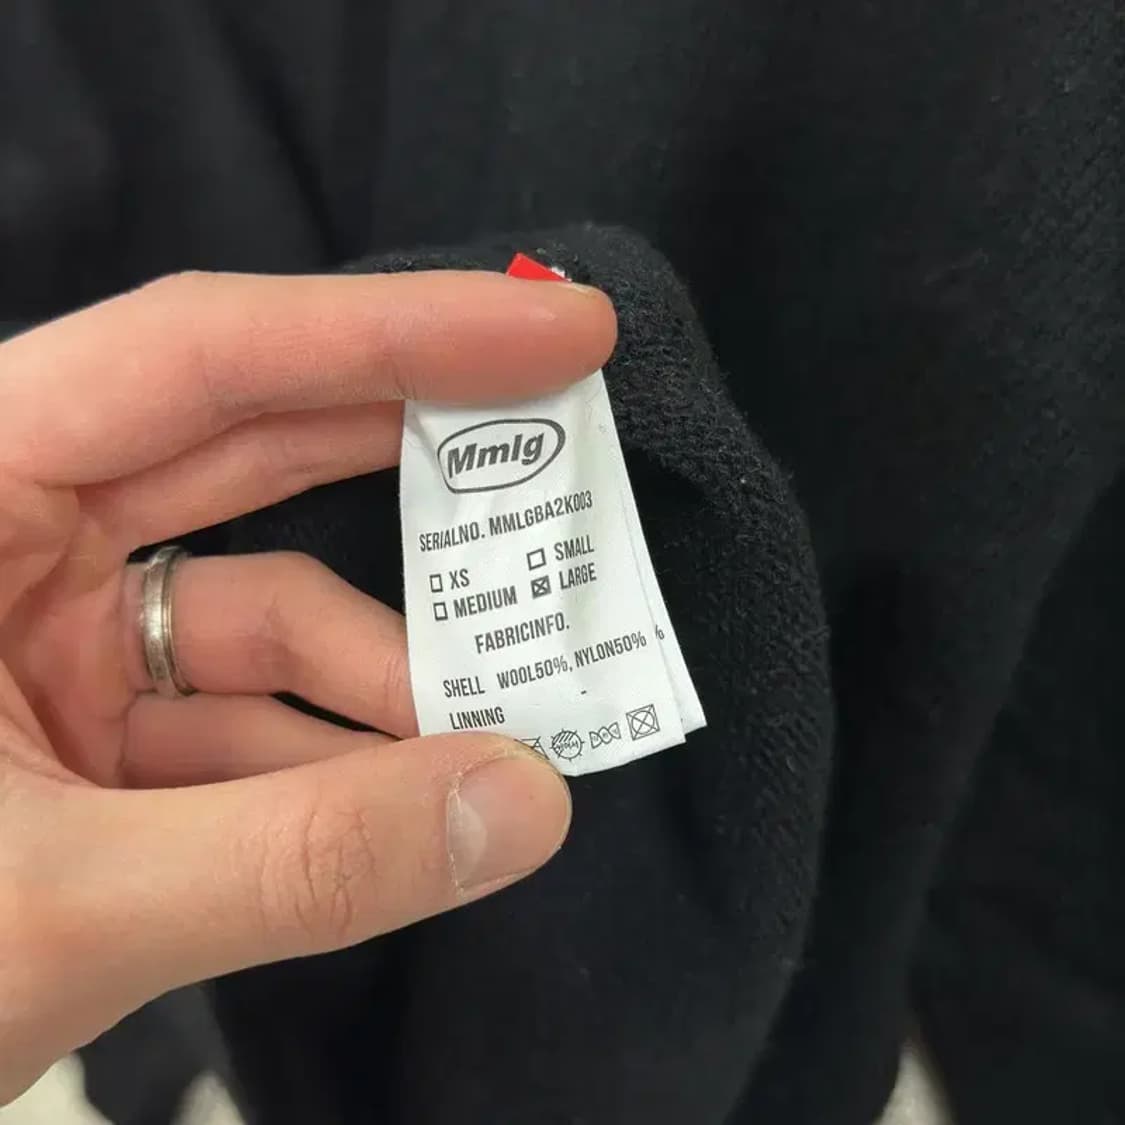 Mmlg
SERIALNO. MMLGBA2K003
☐ XS ☐ SMALL
☐ MEDIUM ☒ LARGE
FABRICINFO.
SHELL WOOL50%, NYLON50%
%
LINNING -